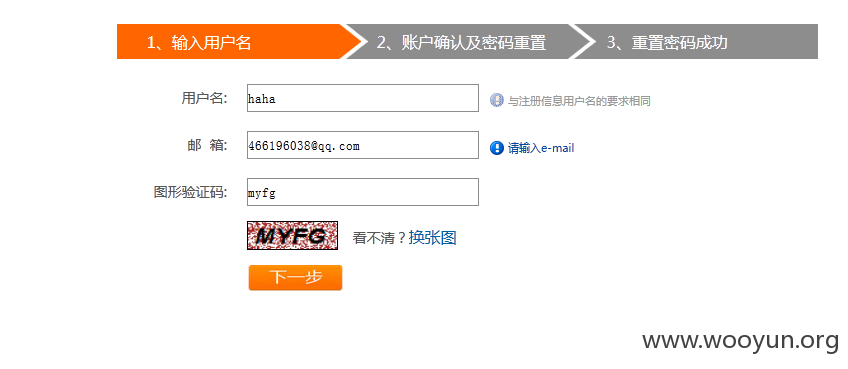 1、输入用户名 2、账户确认及密码重置 3、重置密码成功
用户名: haha 与注册信息用户名的要求相同
邮 箱: 466196038@qq.com 请输入e-mail
图形验证码: myfg
MYFG 看不清？换张图
下一步
www.wooyun.org